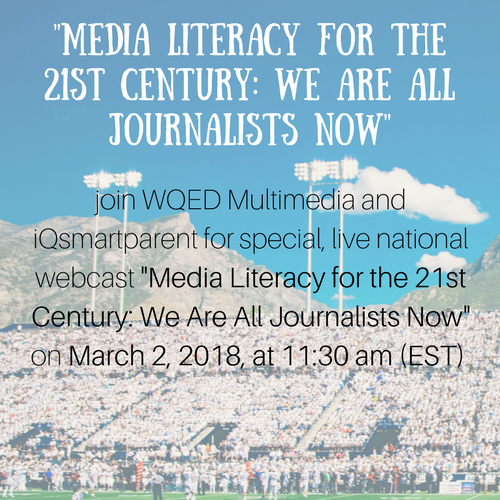 "MEDIA LITERACY FOR THE
21ST CENTURY: WE ARE ALL
JOURNALISTS NOW"
join WQED Multimedia and
iQsmartparent for special, live national
webcast "Media Literacy for the 21st
Century: We Are All Journalists Now"
on March 2, 2018, at 11:30 am (EST)